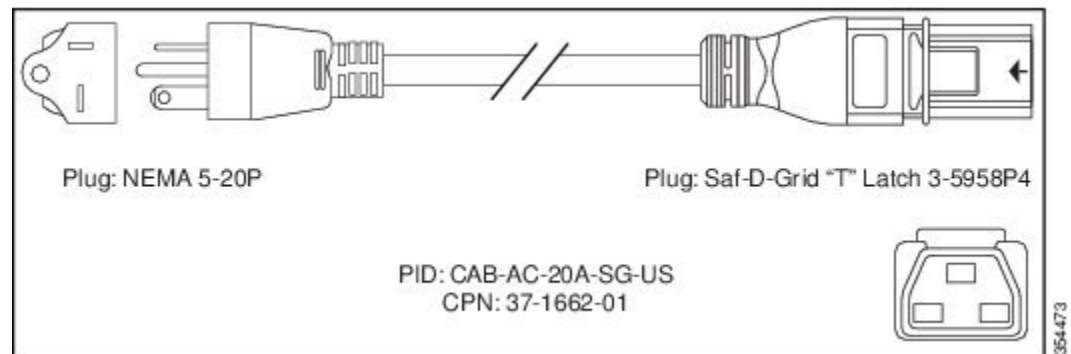 Plug: NEMA 5-20P
Plug: Saf-D-Grid “T” Latch 3-5958P4
PID: CAB-AC-20A-SG-US
CPN: 37-1662-01
354473